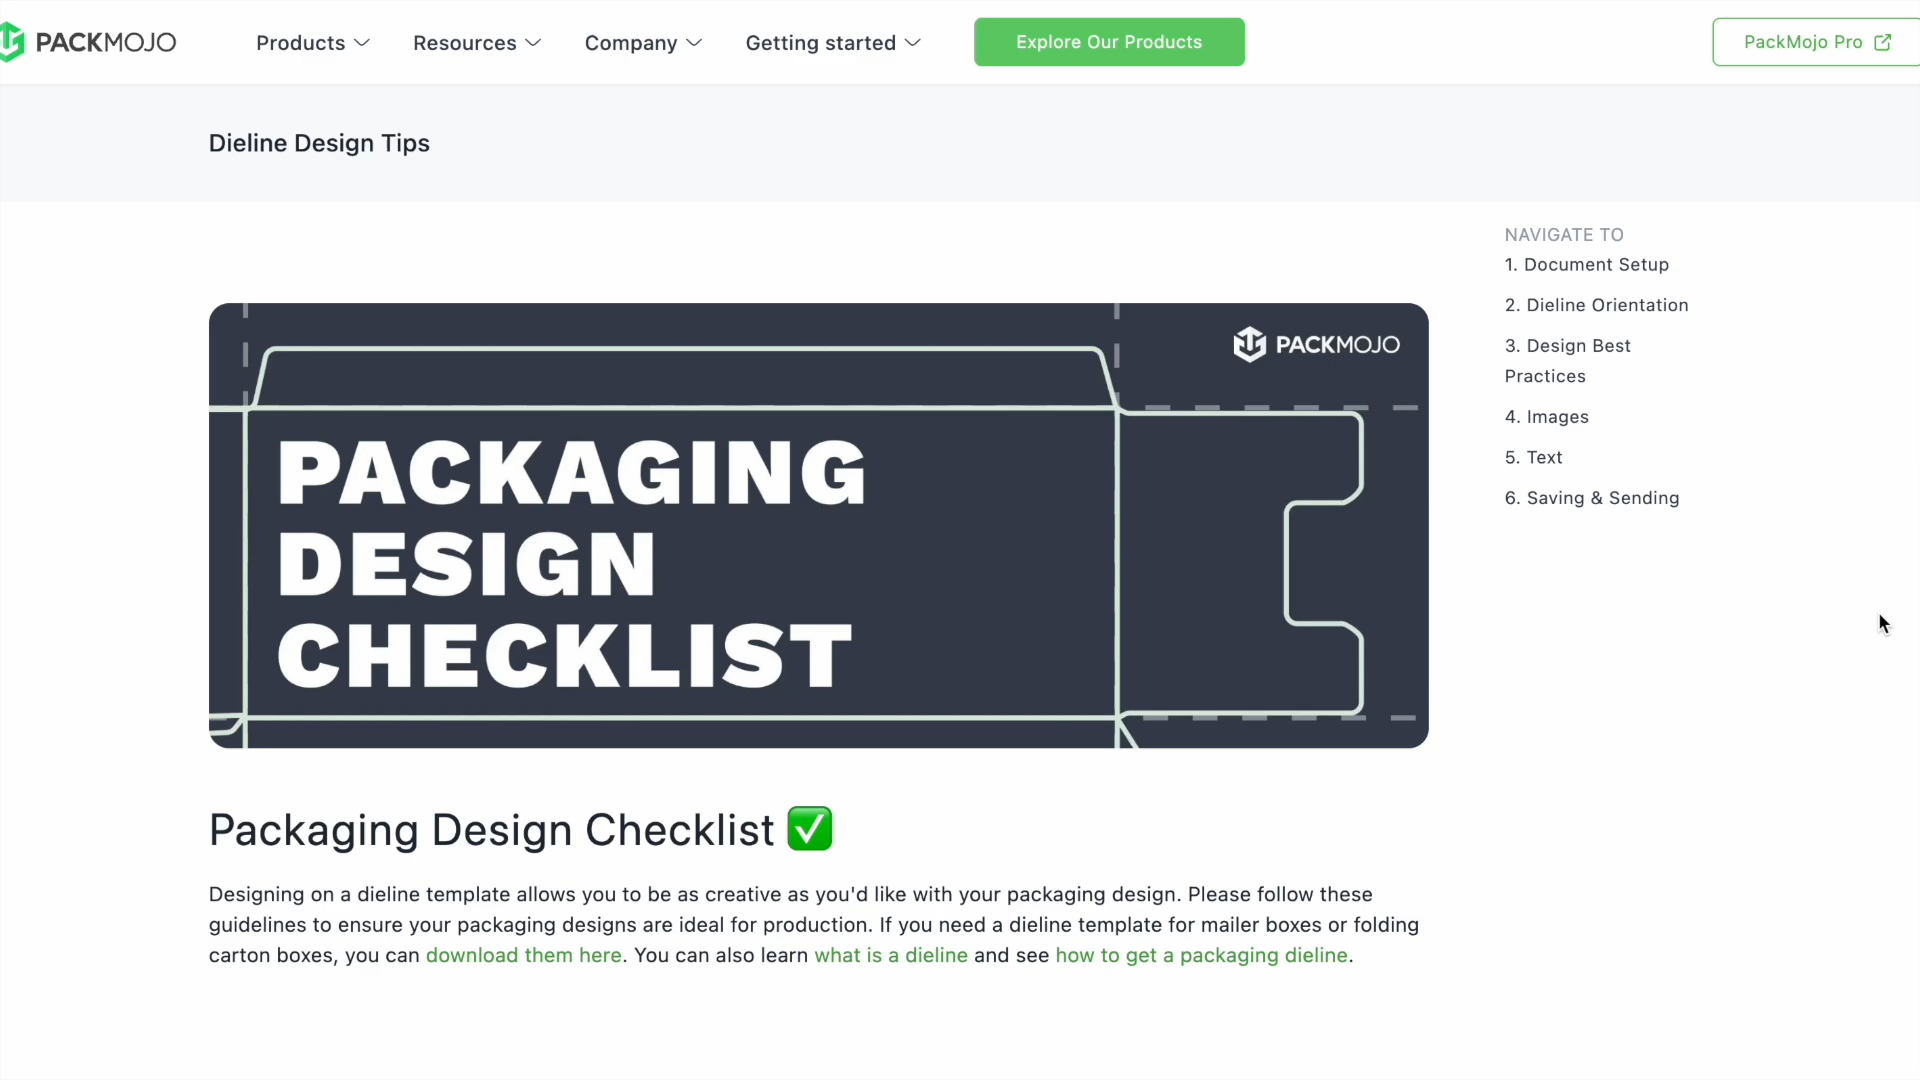 PACKMOJO
Products
Resources
Company
Getting started
Explore Our Products
PackMojo Pro
Dieline Design Tips
NAVIGATE TO
1. Document Setup
2. Dieline Orientation
3. Design Best
Practices
4. Images
5. Text
6. Saving & Sending
PACKMOJO
PACKAGING
DESIGN
CHECKLIST
Packaging Design Checklist ✅
Designing on a dieline template allows you to be as creative as you'd like with your packaging design. Please follow these
guidelines to ensure your packaging designs are ideal for production. If you need a dieline template for mailer boxes or folding
carton boxes, you can download them here. You can also learn what is a dieline and see how to get a packaging dieline.